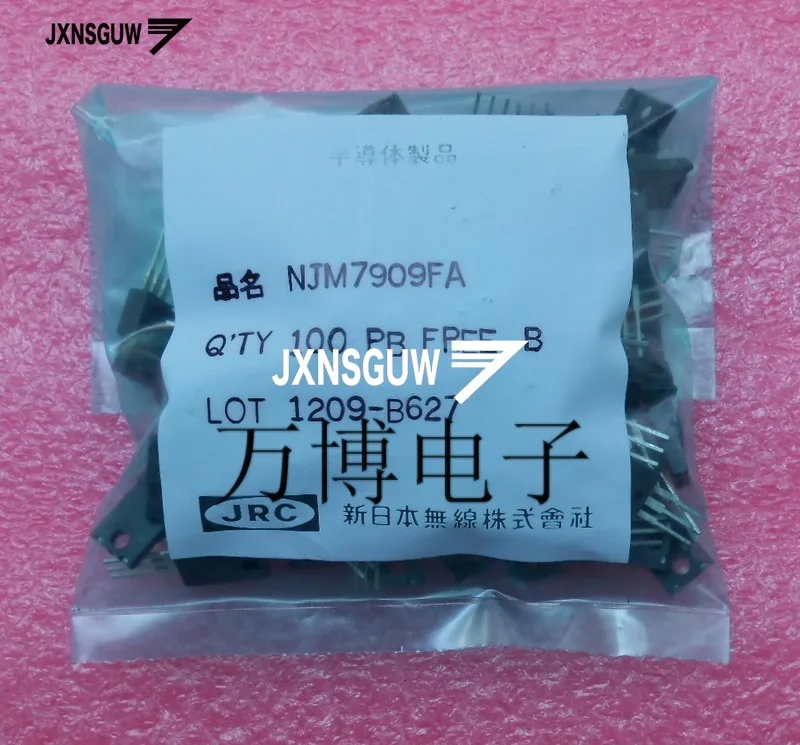 JXNSGUW
半導体製品
品名 NJM7909FA
Q'TY 100 PB FREE B
JXNSGUW
LOT 1209-B627
万博电子
JRC 新日本無線株式會社